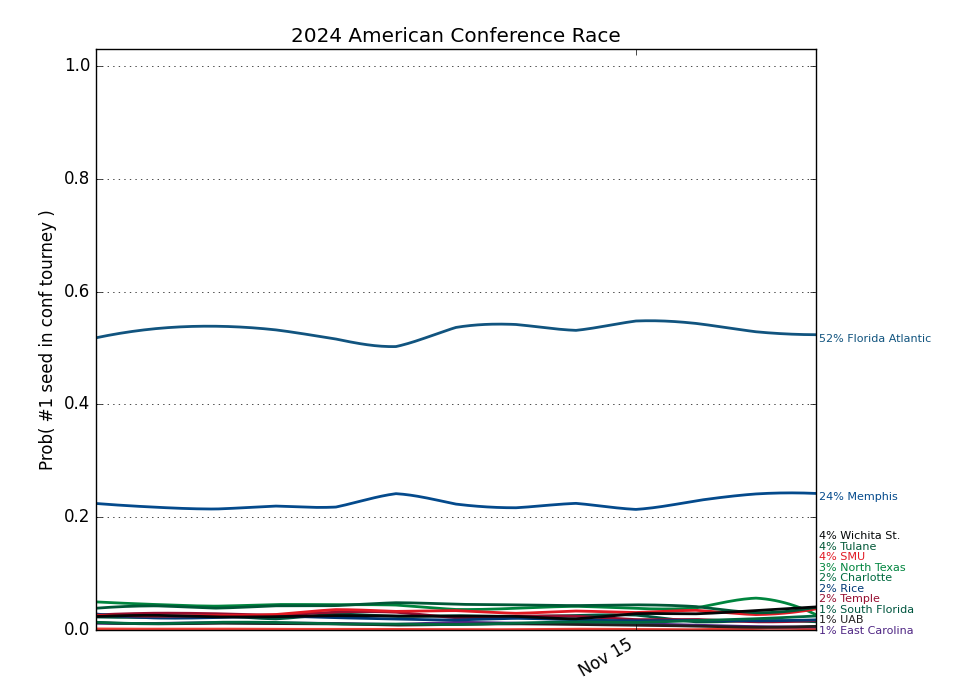 2024 American Conference Race
Prob( #1 seed in conf tourney )
1.0
0.8
0.6
0.4
0.2
0.0
Nov 15
52% Florida Atlantic
24% Memphis
4% Wichita St.
4% Tulane
4% SMU
3% North Texas
2% Charlotte
2% Rice
2% Temple
1% South Florida
1% UAB
1% East Carolina